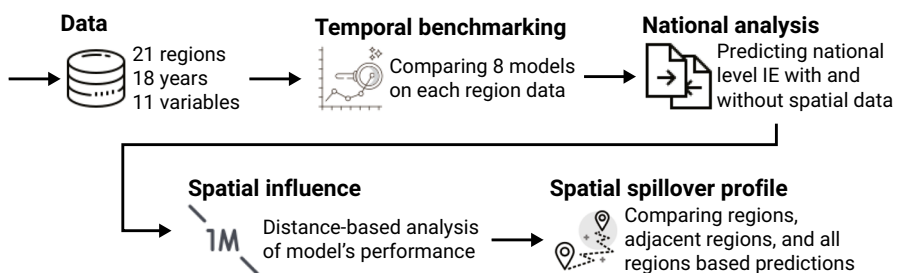 Data
21 regions
18 years
11 variables
Temporal benchmarking
Comparing 8 models
on each region data
National analysis
Predicting national
level IE with and
without spatial data
Spatial influence
1M
Distance-based analysis
of model's performance
Spatial spillover profile
Comparing regions,
adjacent regions, and all
regions based predictions